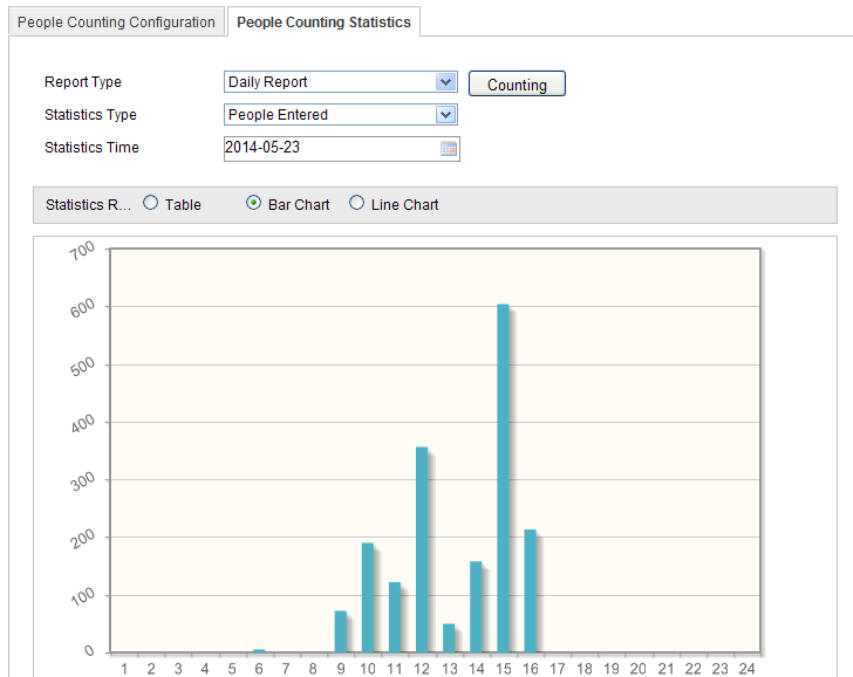 People Counting Configuration People Counting Statistics
Report Type Daily Report Counting
Statistics Type People Entered
Statistics Time 2014-05-23
Statistics R... Table Bar Chart Line Chart
700
600
500
400
300
200
100
0
1 2 3 4 5 6 7 8 9 10 11 12 13 14 15 16 17 18 19 20 21 22 23 24